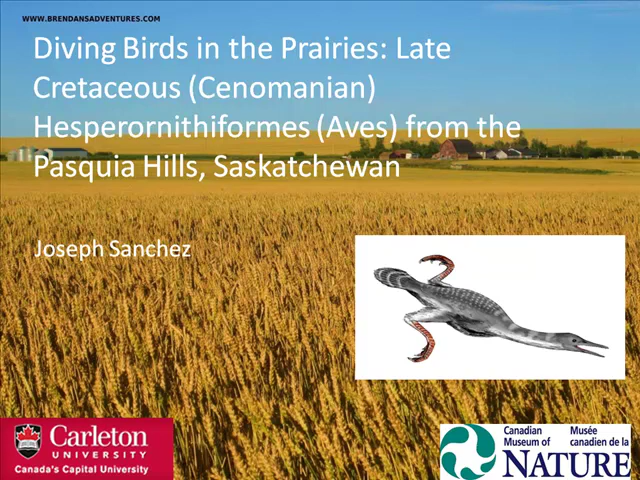 WWW.BRENDANSADVENTURES.COM
Diving Birds in the Prairies: Late
Cretaceous (Cenomanian)
Hesperornithiformes (Aves) from the
Pasquia Hills, Saskatchewan
Joseph Sanchez
Carleton
UNIVERSITY
Canada's Capital University
Canadian
Museum of
Musée
canadien de la
NATURE